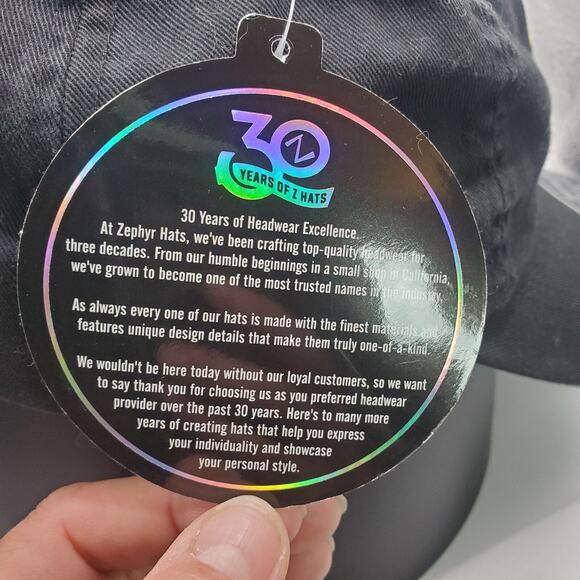 30
YEARS OF Z HATS
30 Years of Headwear Excellence.
At Zephyr Hats, we've been crafting top-quality headwear for
three decades. From our humble beginnings in a small shop in California,
we've grown to become one of the most trusted names in the industry.
As always every one of our hats is made with the finest materials and
features unique design details that make them truly one-of-a-kind.
We wouldn't be here today without our loyal customers, so we want
to say thank you for choosing us as you preferred headwear
provider over the past 30 years. Here's to many more
years of creating hats that help you express
your individuality and showcase
your personal style.